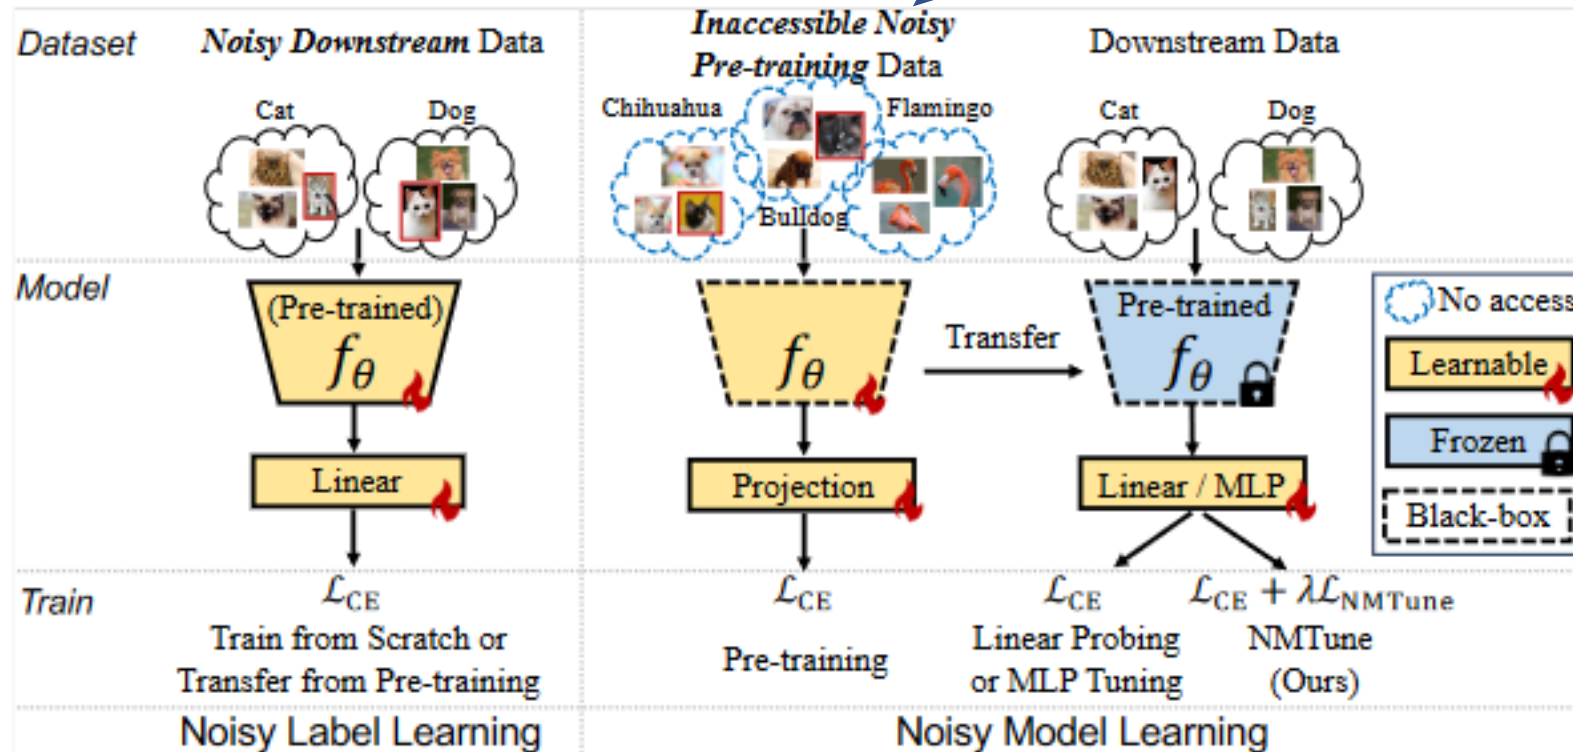 Dataset
Noisy Downstream Data
Inaccessible Noisy
Pre-training Data
Downstream Data
Cat
Dog
Chihuahua
Flamingo
Bulldog
Cat
Dog
Model
(Pre-trained)
fθ
Linear
fθ
Projection
Transfer
Pre-trained
fθ
Linear / MLP
No access
Learnable
Frozen
Black-box
Train
ℒCE
Train from Scratch or
Transfer from Pre-training
ℒCE
Pre-training
ℒCE
Linear Probing
or MLP Tuning
ℒCE + λℒNMTune
NMTune
(Ours)
Noisy Label Learning
Noisy Model Learning